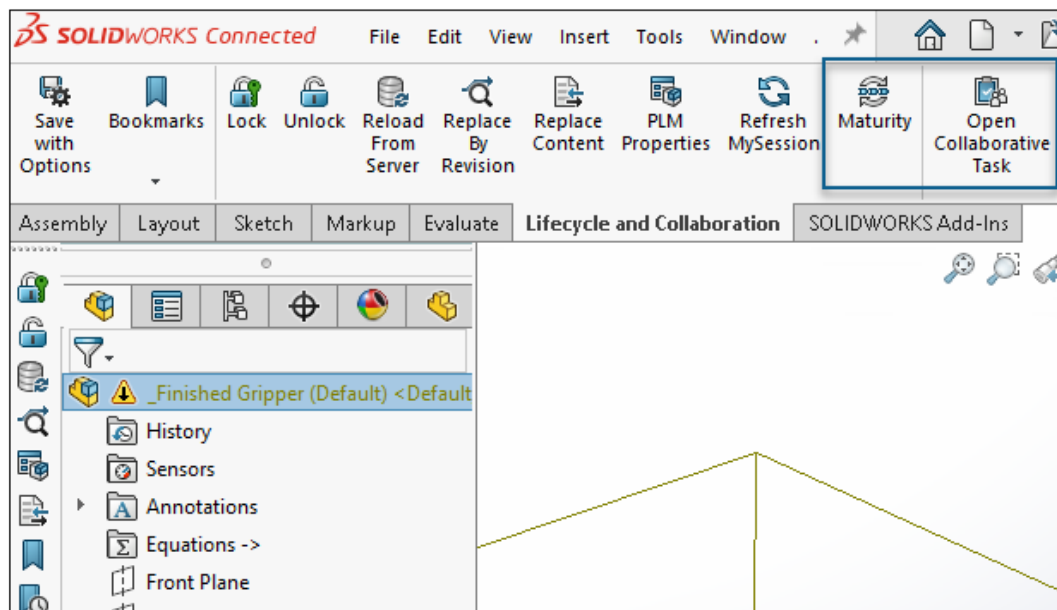 SOLIDWORKS Connected File Edit View Insert Tools Window .
Save with Options
Bookmarks
Lock
Unlock
Reload From Server
Replace By Revision
Replace Content
PLM Properties
Refresh MySession
Maturity
Open Collaborative Task
Assembly Layout Sketch Markup Evaluate Lifecycle and Collaboration SOLIDWORKS Add-Ins
_Finished Gripper (Default) <Default
History
Sensors
Annotations
Equations ->
Front Plane